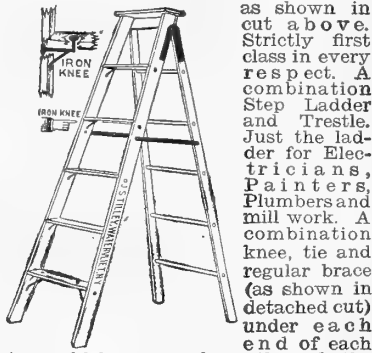 IRON
KNEE
IRON KNEE
as shown in
cut above.
Strictly first
class in every
respect. A
combination
Step Ladder
and Trestle.
Just the lad-
der for Elec-
tricians,
Painters,
Plumbers and
mill work. A
combination
knee, tie and
regular brace
(as shown in
detached cut)
under each
end of each